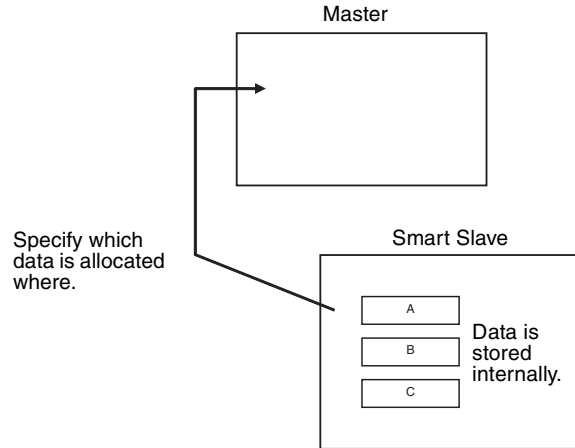 Master
Specify which
data is allocated
where.
Smart Slave
A
B
C
Data is
stored
internally.